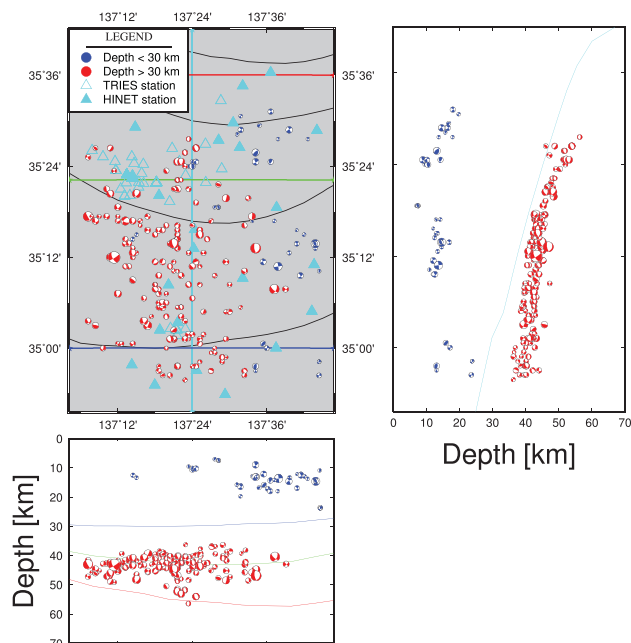 137˚12' 137˚24' 137˚36'
LEGEND
Depth < 30 km
Depth > 30 km
TRIES station
HINET station
35˚36' 35˚36'
35˚24' 35˚24'
35˚12' 35˚12'
35˚00' 35˚00'
137˚12' 137˚24' 137˚36'
0 10 20 30 40 50 60 70
Depth [km]
0
10
20
30
40
50
60
70
Depth [km]